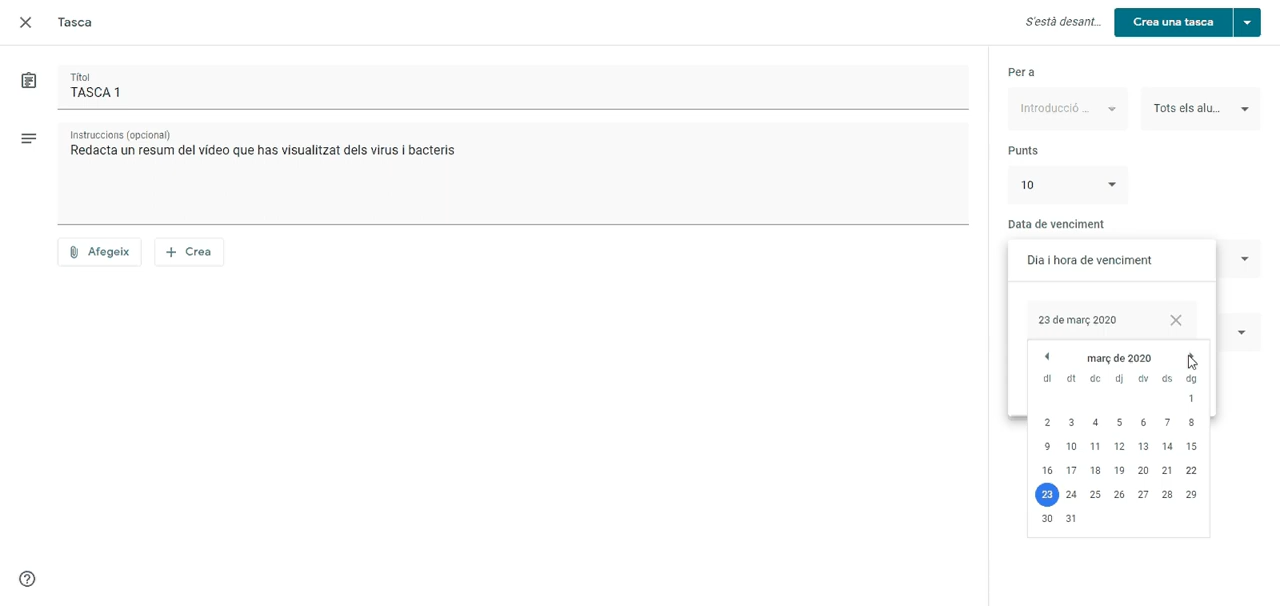 Tasca
S'està desant...
Crea una tasca
Títol
TASCA 1
Instruccions (opcional)
Redacta un resum del vídeo que has visualitzat dels virus i bacteris
Afegeix
Crea
Per a
Introducció ...
Tots els alu...
Punts
10
Data de venciment
Dia i hora de venciment
23 de març 2020
març de 2020
dl dt dc dj dv ds dg
1
2 3 4 5 6 7 8
9 10 11 12 13 14 15
16 17 18 19 20 21 22
23 24 25 26 27 28 29
30 31